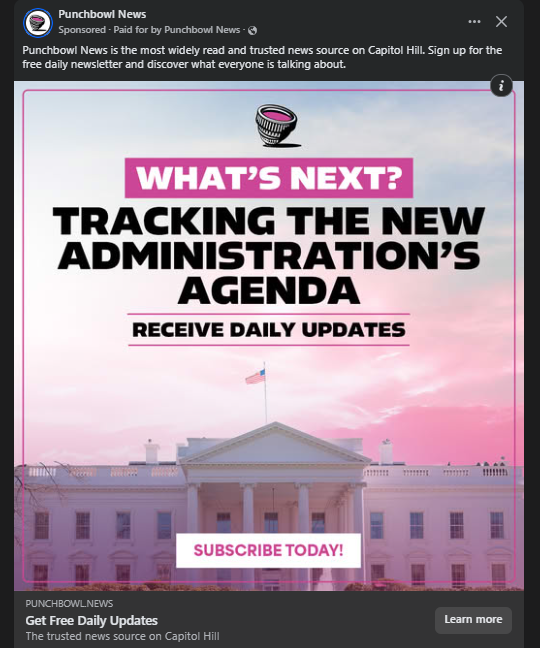 Punchbowl News
Sponsored · Paid for by Punchbowl News ·
Punchbowl News is the most widely read and trusted news source on Capitol Hill. Sign up for the
free daily newsletter and discover what everyone is talking about.
WHAT'S NEXT?
TRACKING THE NEW
ADMINISTRATION'S
AGENDA
RECEIVE DAILY UPDATES
SUBSCRIBE TODAY!
PUNCHBOWL.NEWS
Get Free Daily Updates
Learn more
The trusted news source on Capitol Hill